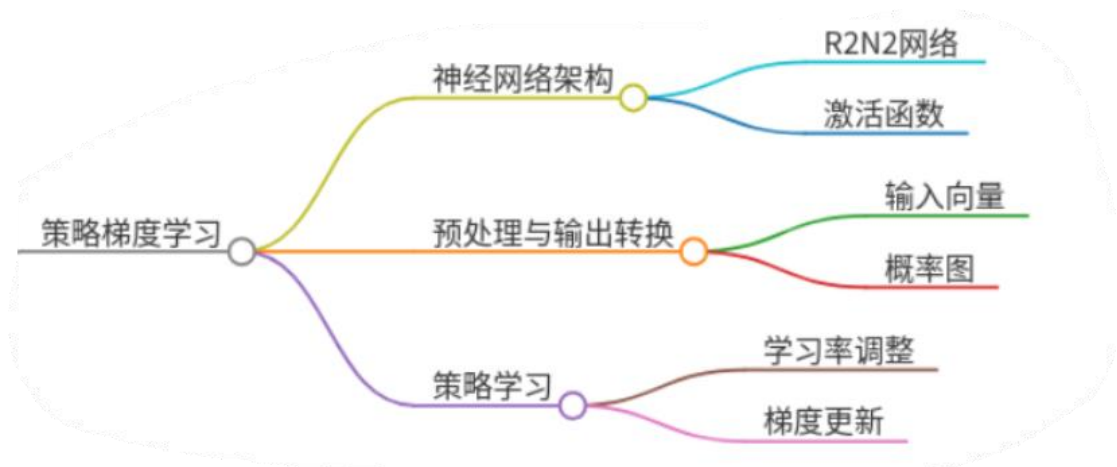 R2N2网络
神经网络架构
激活函数
输入向量
策略梯度学习
预处理与输出转换
概率图
学习率调整
策略学习
梯度更新